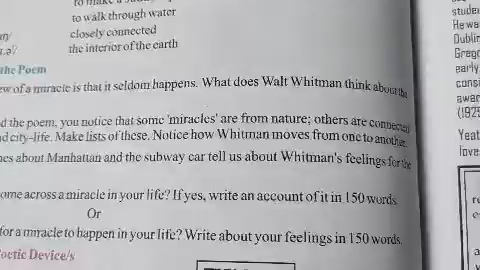 to make a
to walk through water
closely connected
the interior of the earth
the Poem
ew of a miracle is that it seldom happens. What does Walt Whitman think about the
d the poem, you notice that some 'miracles' are from nature; others are connected
nd city-life. Make lists of these. Notice how Whitman moves from one to another.
nes about Manhattan and the subway car tell us about Whitman's feelings for the
ome across a miracle in your life? If yes, write an account of it in 150 words.
Or
for a miracle to happen in your life? Write about your feelings in 150 words.
oetic Device/s
studen
He wa
Dublin
Grego
early
consi
awar
(192
Yeat
love